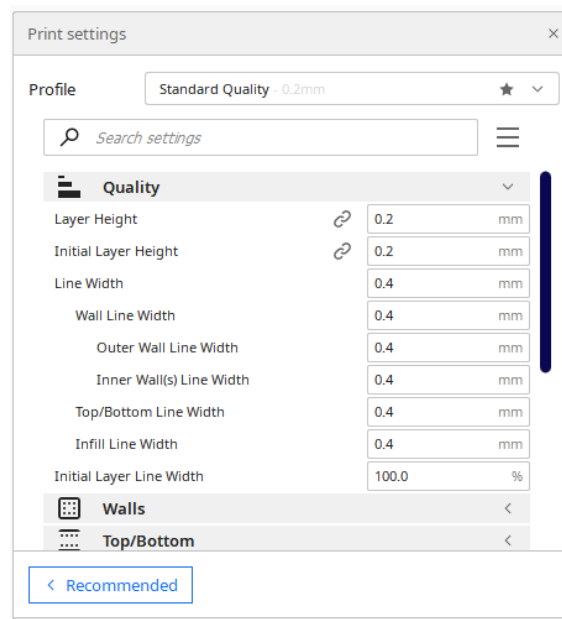 Print settings
Profile Standard Quality - 0.2mm
Search settings
Quality
Layer Height 0.2 mm
Initial Layer Height 0.2 mm
Line Width 0.4 mm
Wall Line Width 0.4 mm
Outer Wall Line Width 0.4 mm
Inner Wall(s) Line Width 0.4 mm
Top/Bottom Line Width 0.4 mm
Infill Line Width 0.4 mm
Initial Layer Line Width 100.0 %
Walls
Top/Bottom
Recommended